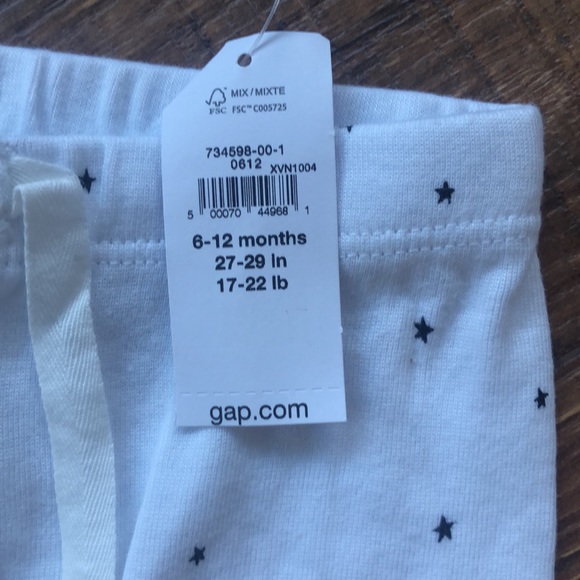 MIX / MIXTE
FSC FSC™ C005725
734598-00-1
0612 XVN1004
5 00070 44968 1
6-12 months
27-29 in
17-22 lb
gap.com